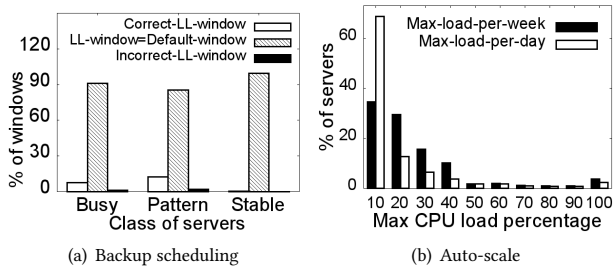 Correct-LL-window
LL-window=Default-window
Incorrect-LL-window
% of windows
120
90
60
30
0
Busy Pattern Stable
Class of servers
(a) Backup scheduling
Max-load-per-week
Max-load-per-day
% of servers
60
40
20
0
10 20 30 40 50 60 70 80 90 100
Max CPU load percentage
(b) Auto-scale